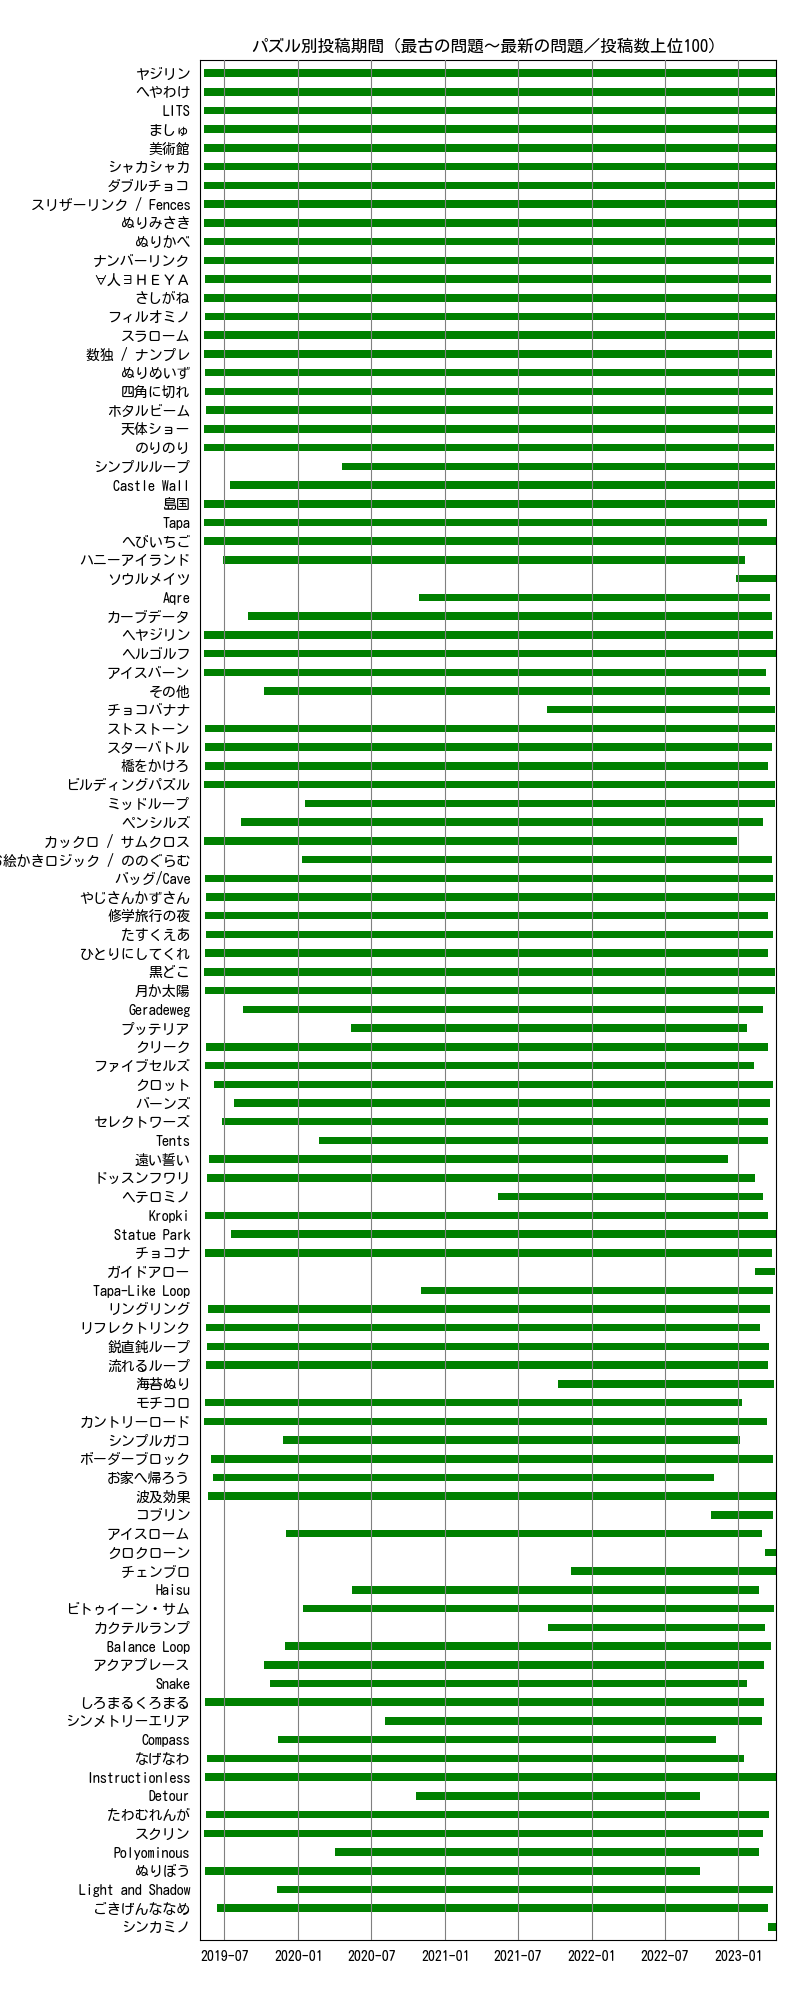 パズル別投稿期間（最古の問題～最新の問題／投稿数上位100）
ヤジリン
へやわけ
LITS
ましゅ
美術館
シャカシャカ
ダブルチョコ
スリザーリンク / Fences
ぬりみさき
ぬりかべ
ナンバーリンク
∀人∃ＨＥＹＡ
さしがね
フィルオミノ
スラローム
数独 / ナンプレ
ぬりめいず
四角に切れ
ホタルビーム
天体ショー
のりのり
シンプルループ
Castle Wall
島国
Tapa
へびいちご
ハニーアイランド
ソウルメイツ
Aqre
カーブデータ
ヘヤジリン
ヘルゴルフ
アイスバーン
その他
チョコバナナ
ストストーン
スターバトル
橋をかけろ
ビルディングパズル
ミッドループ
ペンシルズ
カックロ / サムクロス
絵かきロジック / ののぐらむ
バッグ/Cave
やじさんかずさん
修学旅行の夜
たすくえあ
ひとりにしてくれ
黒どこ
月か太陽
Geradeweg
プッテリア
クリーク
ファイブセルズ
クロット
バーンズ
セレクトワーズ
Tents
遠い誓い
ドッスンフワリ
ヘテロミノ
Kropki
Statue Park
チョコナ
ガイドアロー
Tapa-Like Loop
リングリング
リフレクトリンク
鋭直鈍ループ
流れるループ
海苔ぬり
モチコロ
カントリーロード
シンプルガコ
ボーダーブロック
お家へ帰ろう
波及効果
コブリン
アイスローム
クロクローン
チェンブロ
Haisu
ビトゥイーン・サム
カクテルランプ
Balance Loop
アクアプレース
Snake
しろまるくろまる
シンメトリーエリア
Compass
なげなわ
Instructionless
Detour
たわむれんが
スクリン
Polyominous
ぬりぼう
Light and Shadow
ごきげんななめ
シンカミノ
2019-07 2020-01 2020-07 2021-01 2021-07 2022-01 2022-07 2023-01